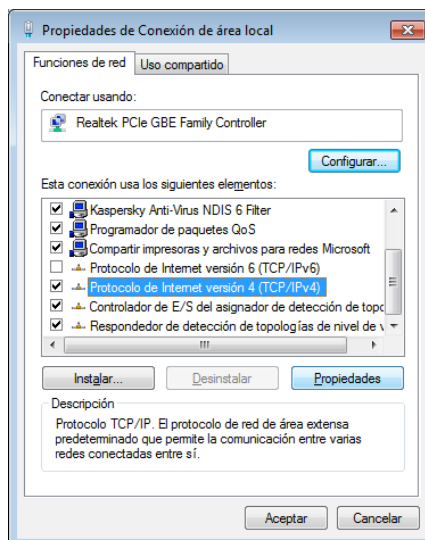 Propiedades de Conexión de área local
Funciones de red
Uso compartido
Conectar usando:
Realtek PCIe GBE Family Controller
Configurar...
Esta conexión usa los siguientes elementos:
Kaspersky Anti-Virus NDIS 6 Filter
Programador de paquetes QoS
Compartir impresoras y archivos para redes Microsoft
Protocolo de Internet versión 6 (TCP/IPv6)
Protocolo de Internet versión 4 (TCP/IPv4)
Controlador de E/S del asignador de detección de topo
Respondedor de detección de topologías de nivel de
Instalar...
Desinstalar
Propiedades
Descripción
Protocolo TCP/IP. El protocolo de red de área extensa
predeterminado que permite la comunicación entre varias
redes conectadas entre sí.
Aceptar
Cancelar